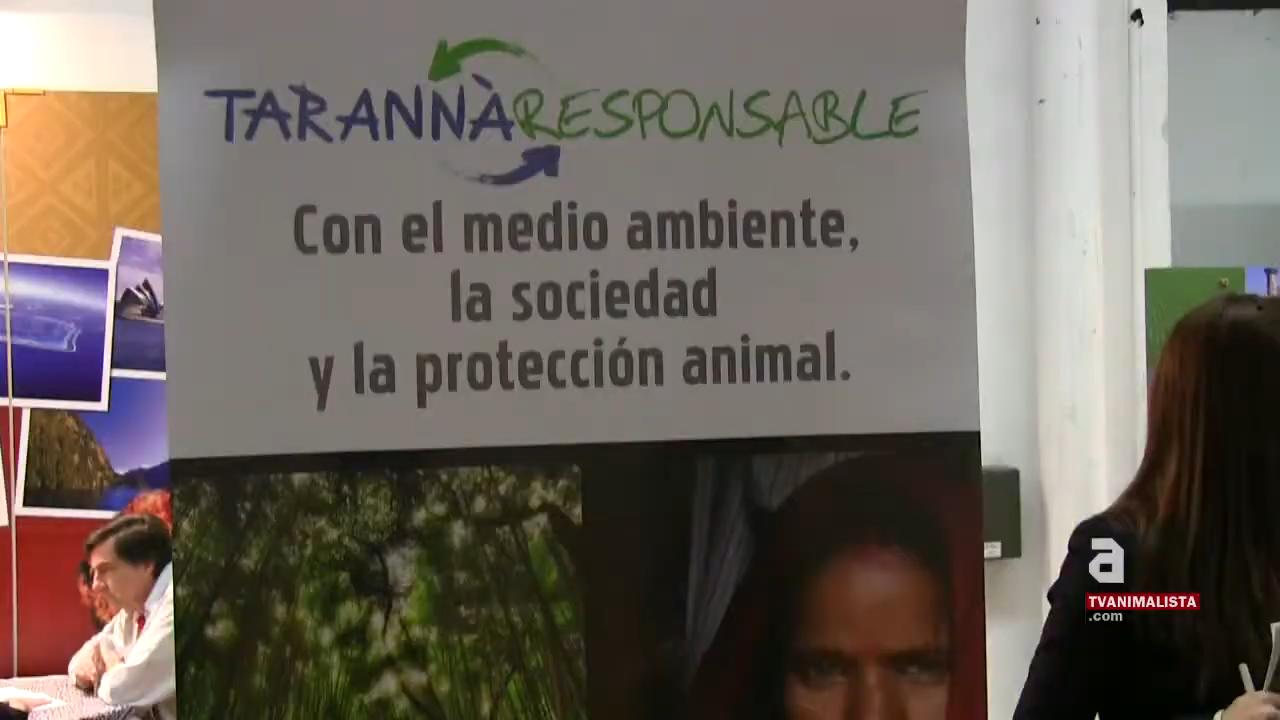 TARANNÀRESPONSABLE
Con el medio ambiente,
la sociedad
y la protección animal.
a
TVANIMALISTA
.com